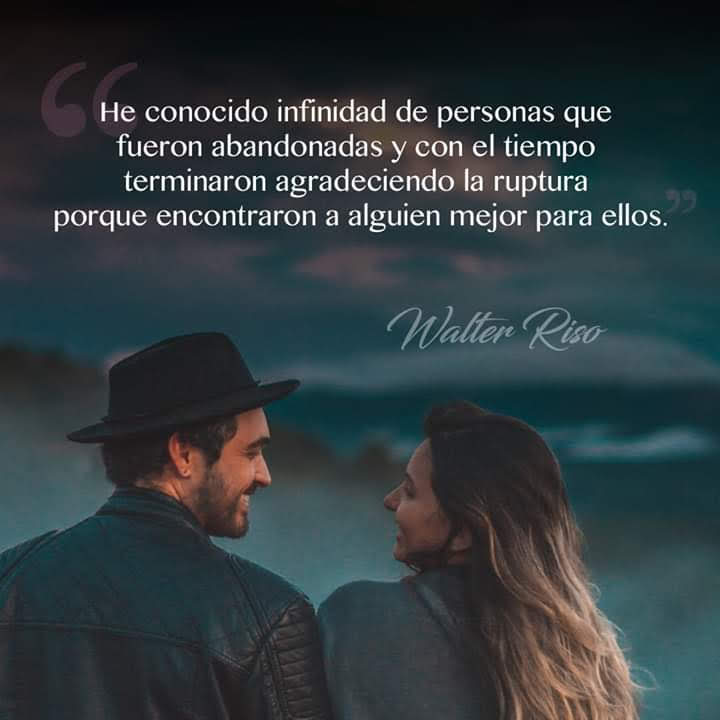 “He conocido infinidad de personas que
fueron abandonadas y con el tiempo
terminaron agradeciendo la ruptura
porque encontraron a alguien mejor para ellos.”
Walter Riso